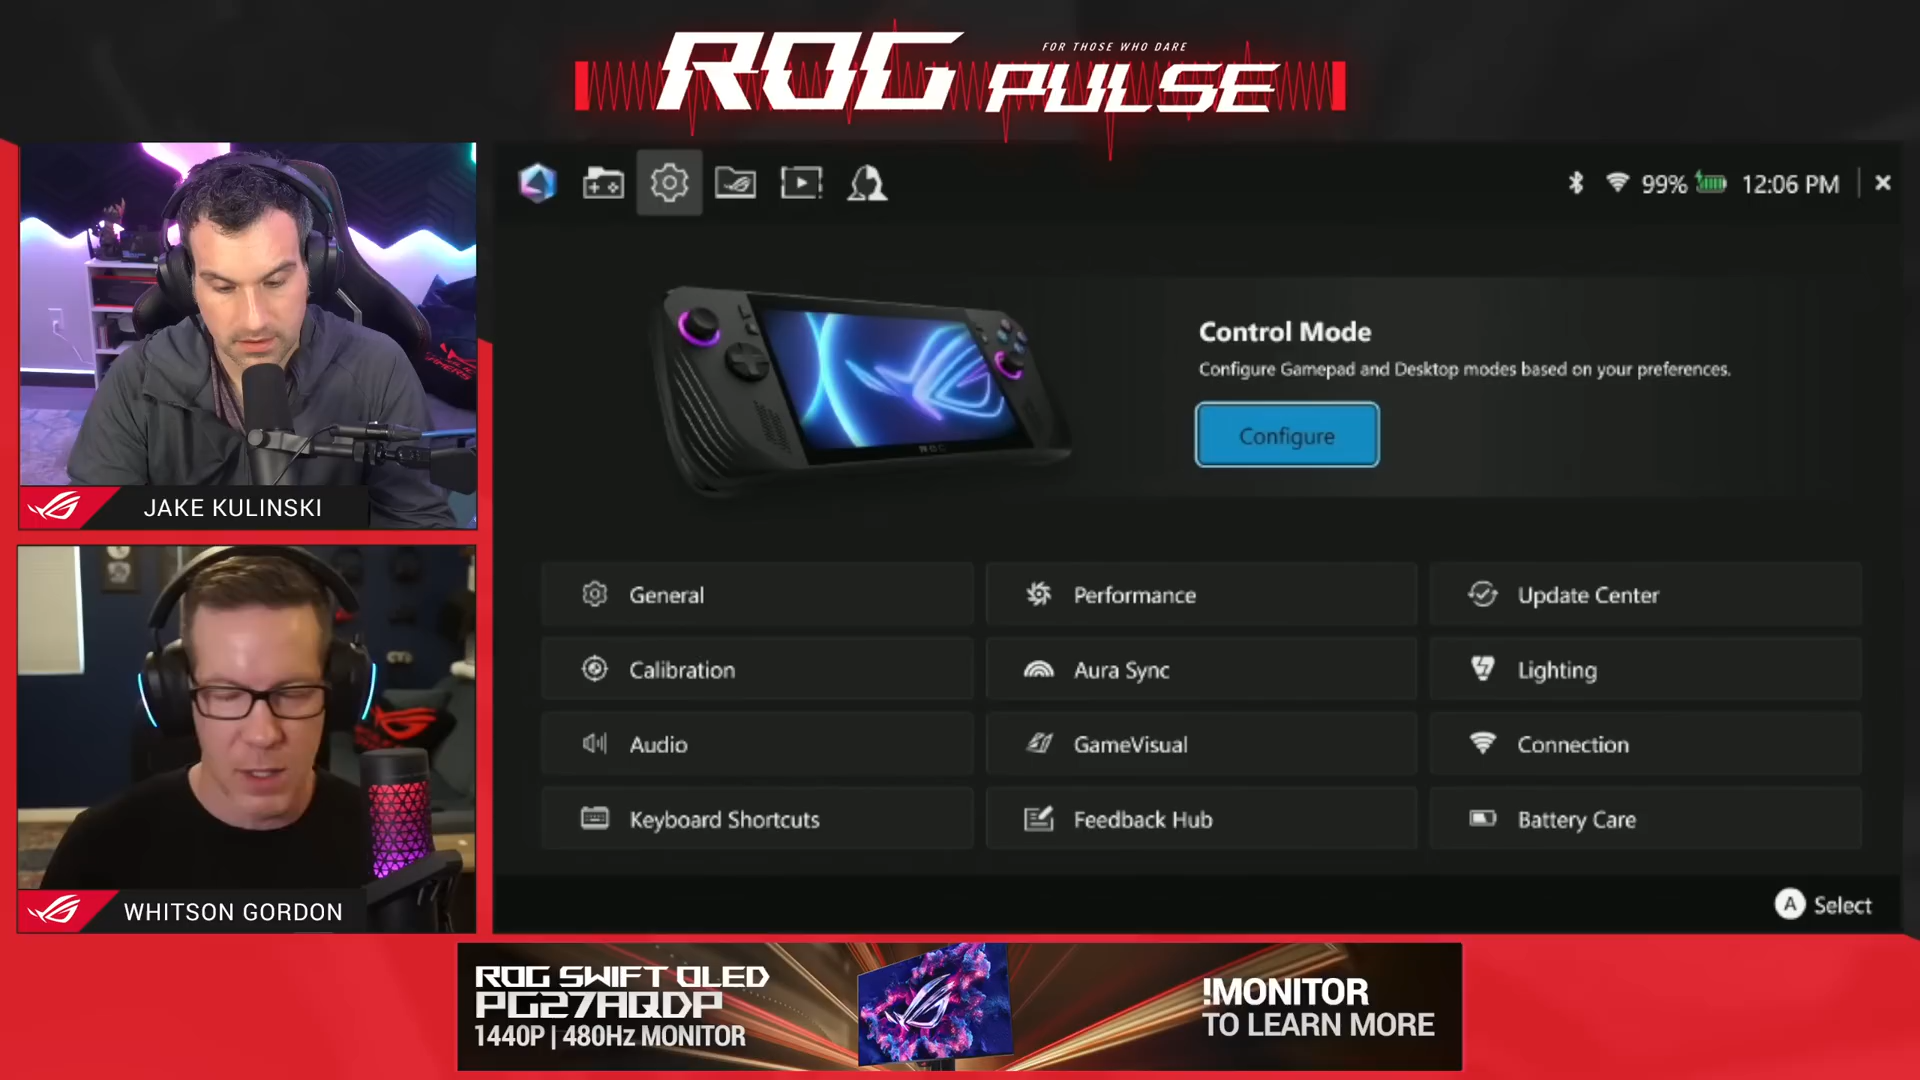 ROG PULSE
FOR THOSE WHO DARE
99% 12:06 PM
Control Mode
Configure Gamepad and Desktop modes based on your preferences.
Configure
General
Performance
Update Center
Calibration
Aura Sync
Lighting
Audio
GameVisual
Connection
Keyboard Shortcuts
Feedback Hub
Battery Care
A Select
JAKE KULINSKI
WHITSON GORDON
ROG SWIFT OLED
PG27AQDP
1440P | 480Hz MONITOR
!MONITOR
TO LEARN MORE